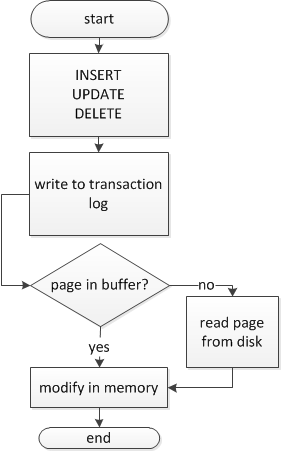 start
INSERT
UPDATE
DELETE
write to transaction
log
page in buffer?
no
read page
from disk
yes
modify in memory
end